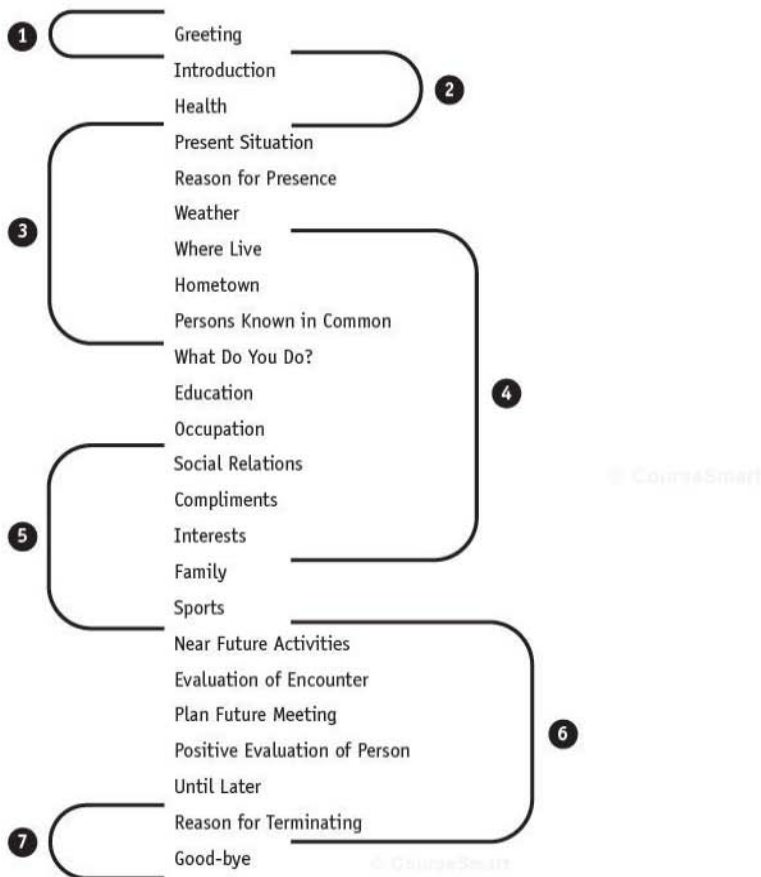 1
Greeting
Introduction
2
Health
Present Situation
Reason for Presence
3
Weather
Where Live
Hometown
Persons Known in Common
What Do You Do?
Education
4
Occupation
Social Relations
© CourseSmart
Compliments
5
Interests
Family
Sports
Near Future Activities
Evaluation of Encounter
Plan Future Meeting
6
Positive Evaluation of Person
Until Later
Reason for Terminating
7
Good-bye
© CourseSmart